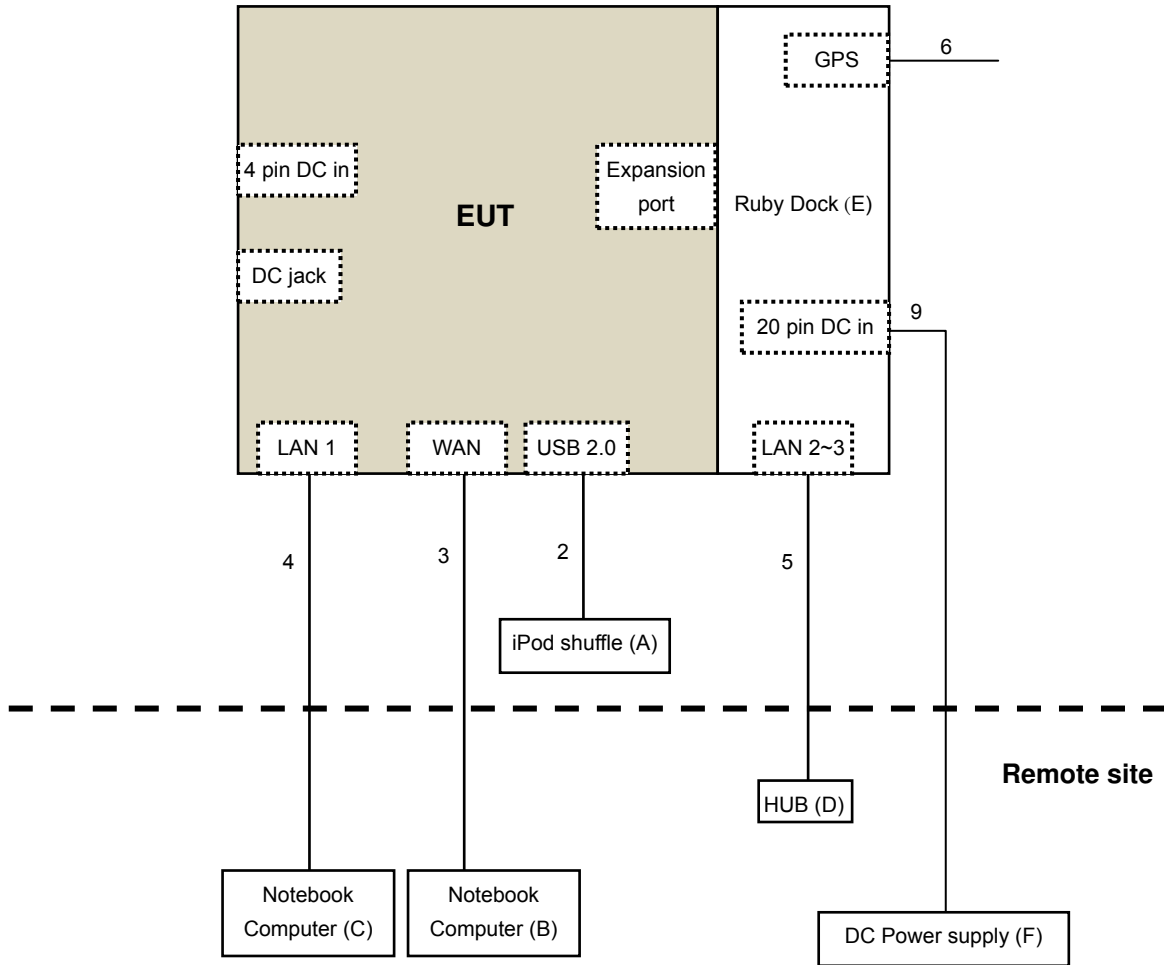 GPS
6
4 pin DC in
Expansion
port
EUT
Ruby Dock (E)
DC jack
20 pin DC in
9
LAN 1
WAN
USB 2.0
LAN 2~3
4
3
2
5
iPod shuffle (A)
Remote site
HUB (D)
Notebook
Computer (C)
Notebook
Computer (B)
DC Power supply (F)